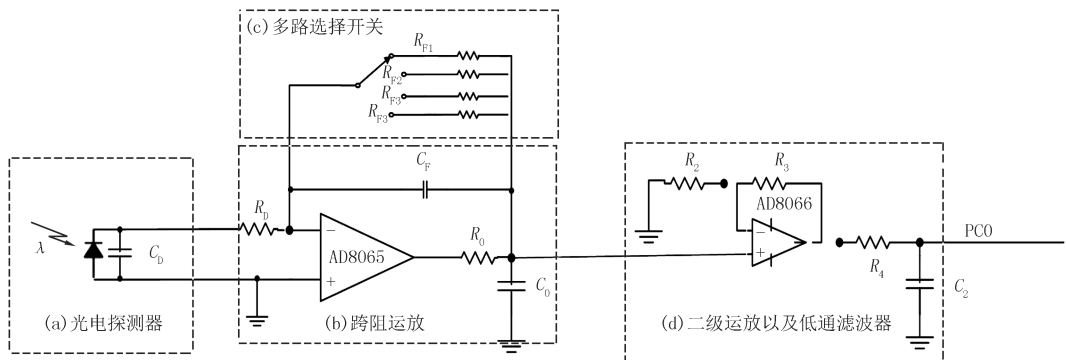 (c)多路选择开关
R_F1
R_F2
R_F3
R_F3
C_F
R_2
R_3
AD8066
R_D
λ
C_D
−
AD8065
+
R_0
C_0
−
+
R_4
PC0
C_2
(a)光电探测器
(b)跨阻运放
(d)二级运放以及低通滤波器